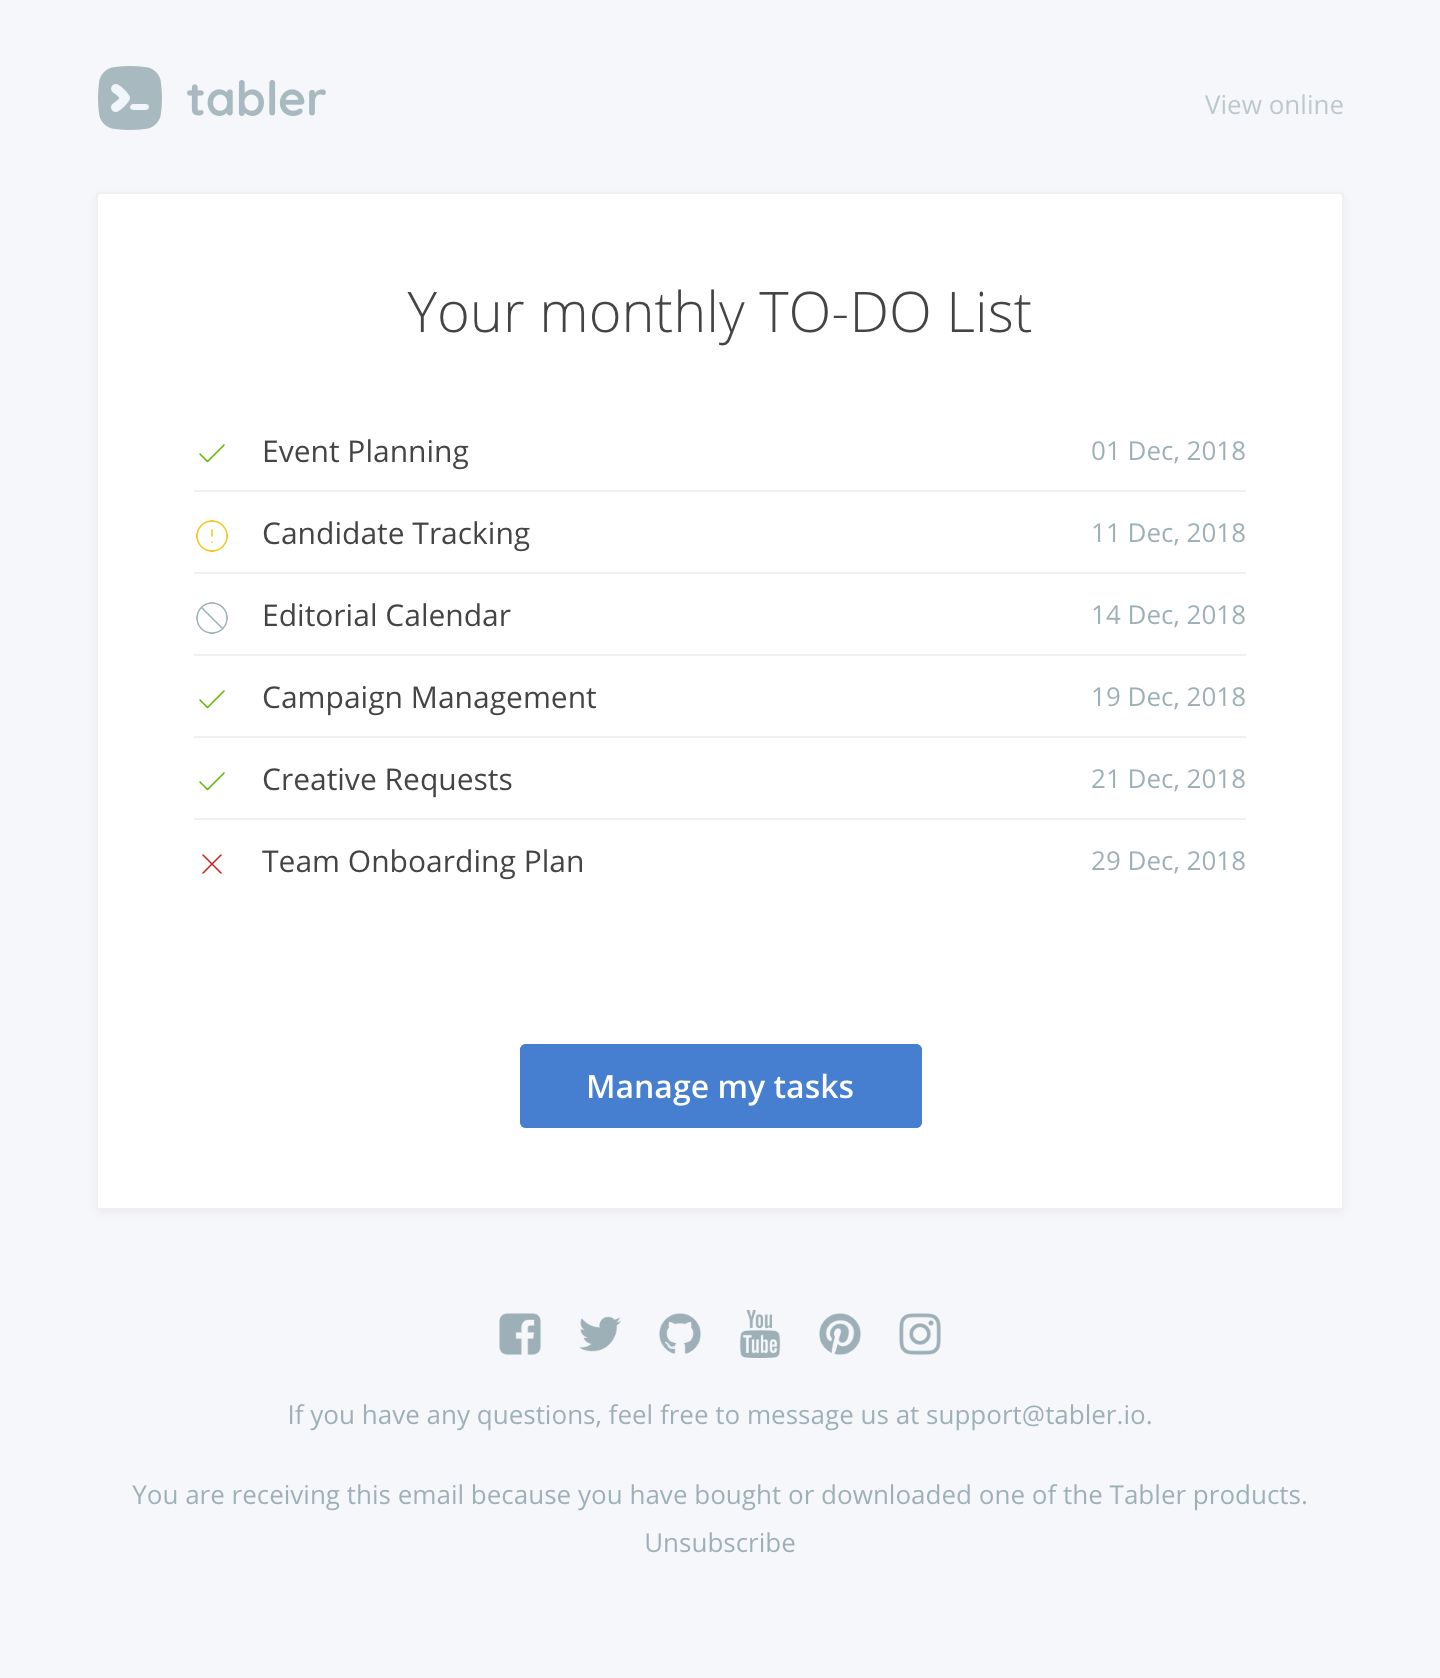 tabler
View online
Your monthly TO-DO List
Event Planning 01 Dec, 2018
Candidate Tracking 11 Dec, 2018
Editorial Calendar 14 Dec, 2018
Campaign Management 19 Dec, 2018
Creative Requests 21 Dec, 2018
Team Onboarding Plan 29 Dec, 2018
Manage my tasks
You
Tube
If you have any questions, feel free to message us at support@tabler.io.
You are receiving this email because you have bought or downloaded one of the Tabler products.
Unsubscribe